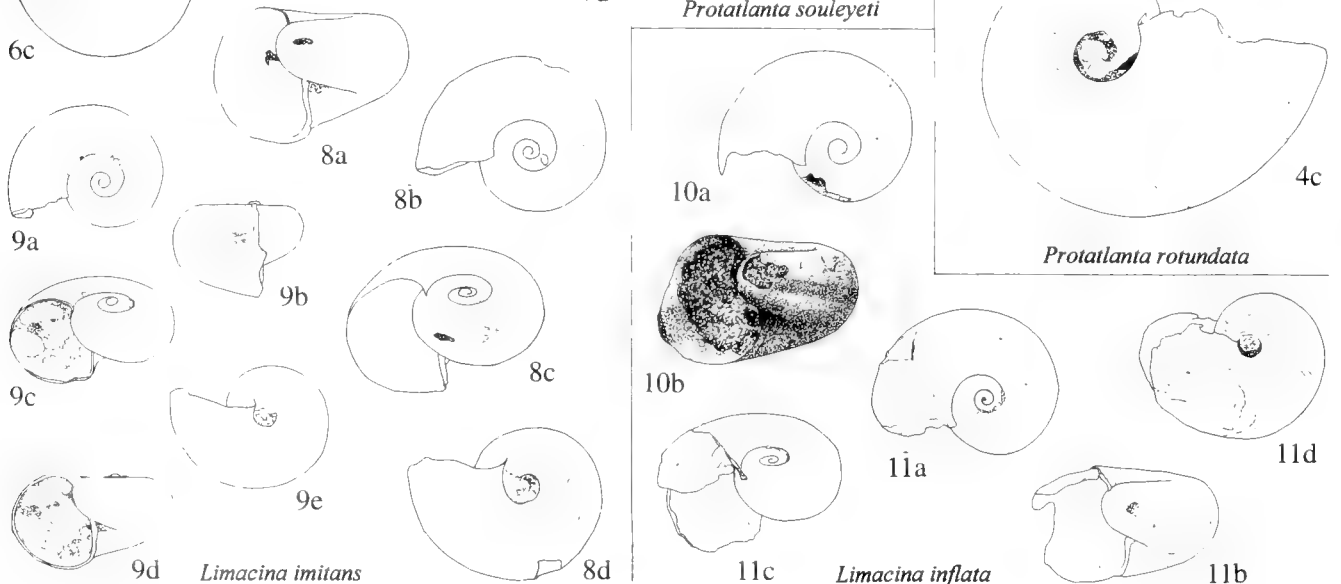 Protatlanta souleyeti
6c
8a
8b
10a
4c
9a
9b
Protatlanta rotundata
9c
8c
10b
11a
11d
9e
9d
Limacina imitans
8d
11c
Limacina inflata
11b